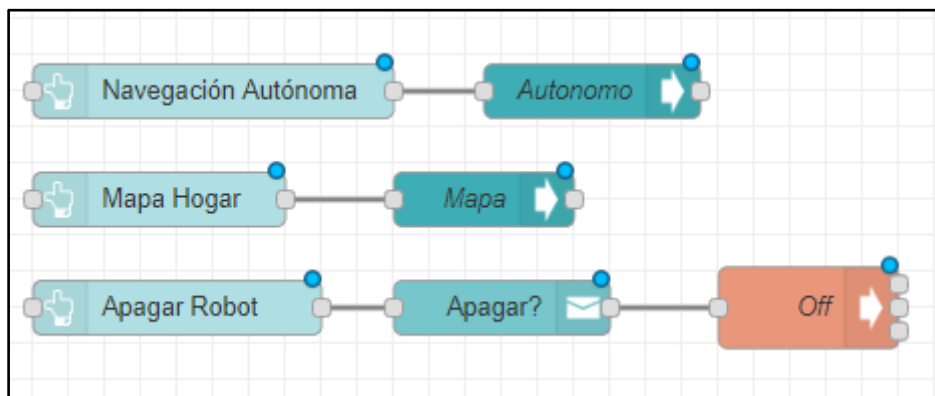 Navegación Autónoma
Autonomo
Mapa Hogar
Mapa
Apagar Robot
Apagar?
Off